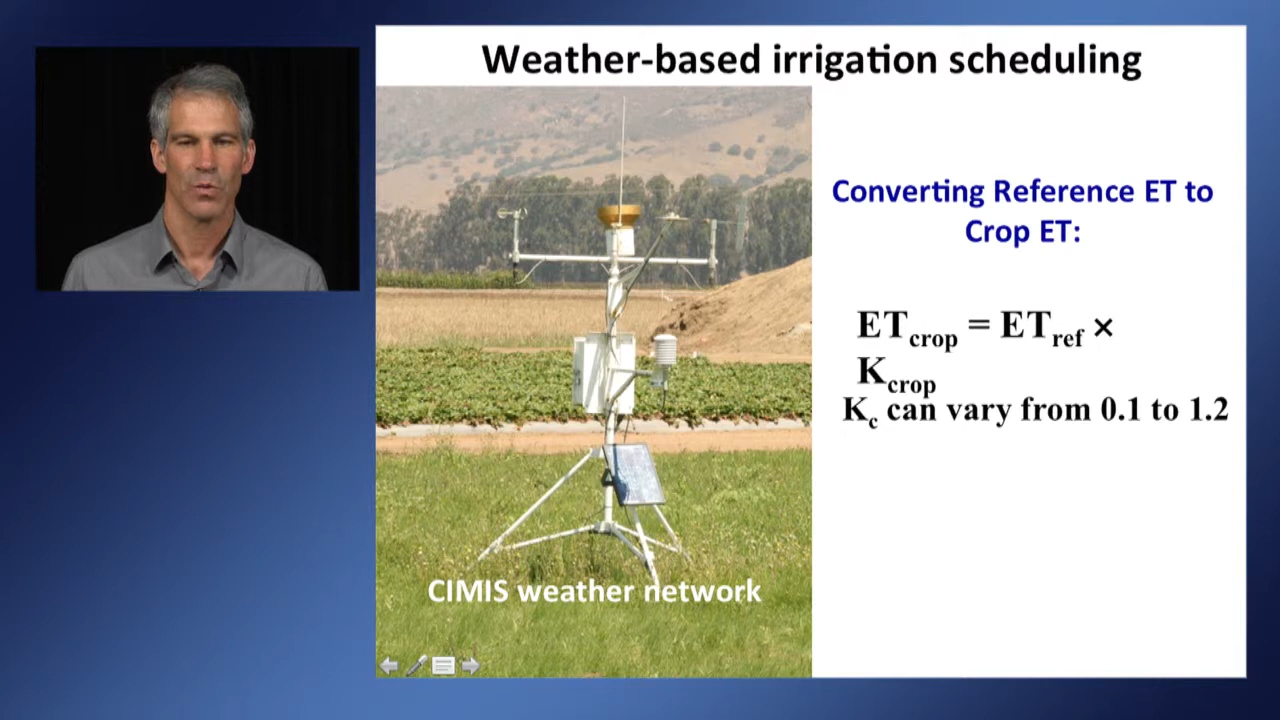 Weather-based irrigation scheduling
Converting Reference ET to
Crop ET:
ETcrop = ETref ×
Kcrop
Kc can vary from 0.1 to 1.2
CIMIS weather network